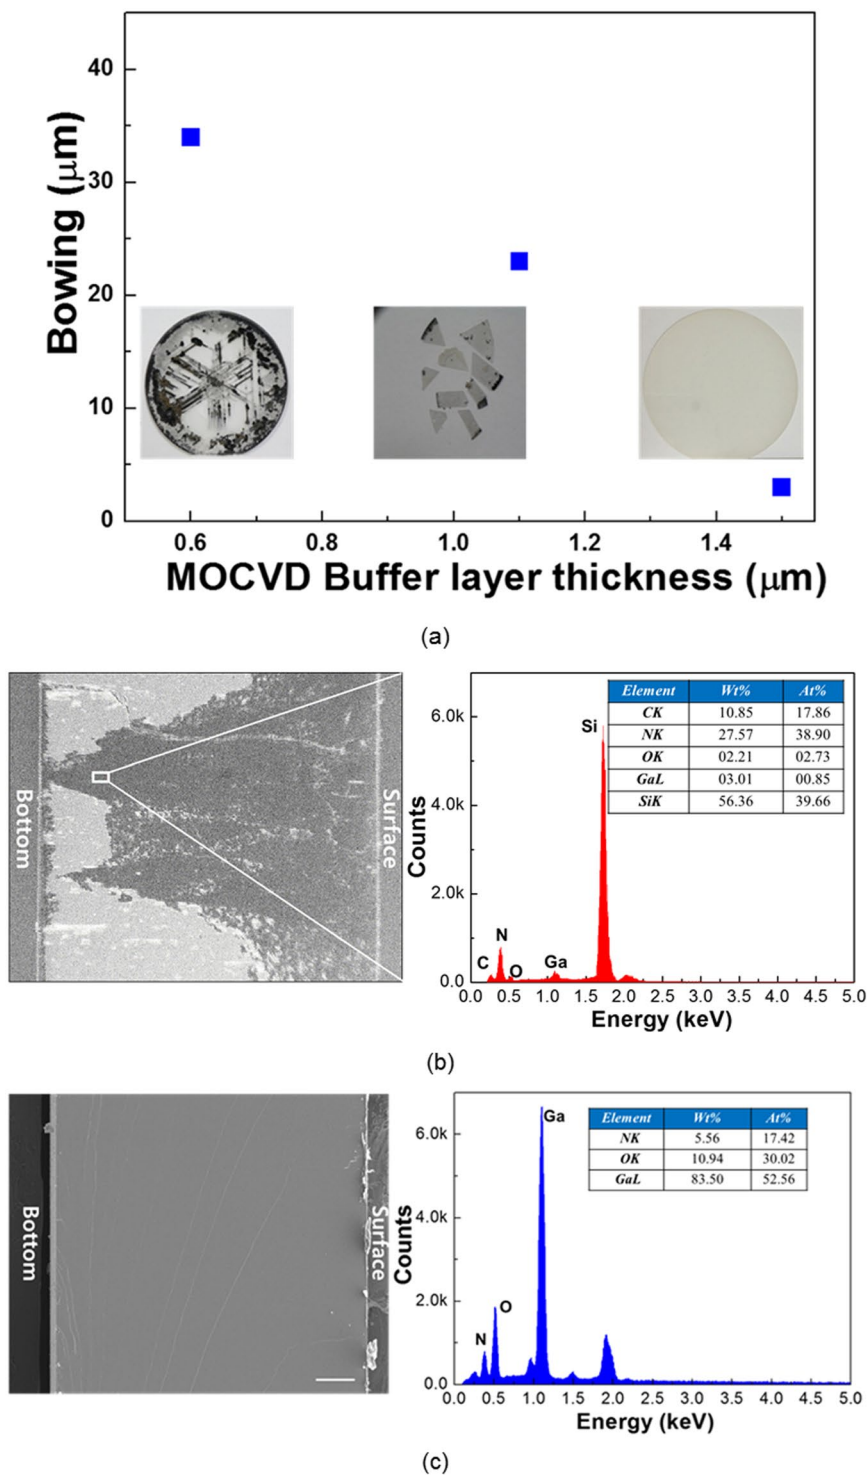 40
30
20
10
0
Bowing (μm)
0.6 0.8 1.0 1.2 1.4
MOCVD Buffer layer thickness (μm)
(a)
Bottom
Surface
6.0k
4.0k
2.0k
0.0
Counts
Si
N
C
O
Ga
Element Wt% At%
CK 10.85 17.86
NK 27.57 38.90
OK 02.21 02.73
GaL 03.01 00.85
SiK 56.36 39.66
0.0 0.5 1.0 1.5 2.0 2.5 3.0 3.5 4.0 4.5 5.0
Energy (keV)
(b)
Bottom
Surface
6.0k
4.0k
2.0k
0.0
Counts
Ga
O
N
Element Wt% At%
NK 5.56 17.42
OK 10.94 30.02
GaL 83.50 52.56
0.0 0.5 1.0 1.5 2.0 2.5 3.0 3.5 4.0 4.5 5.0
Energy (keV)
(c)